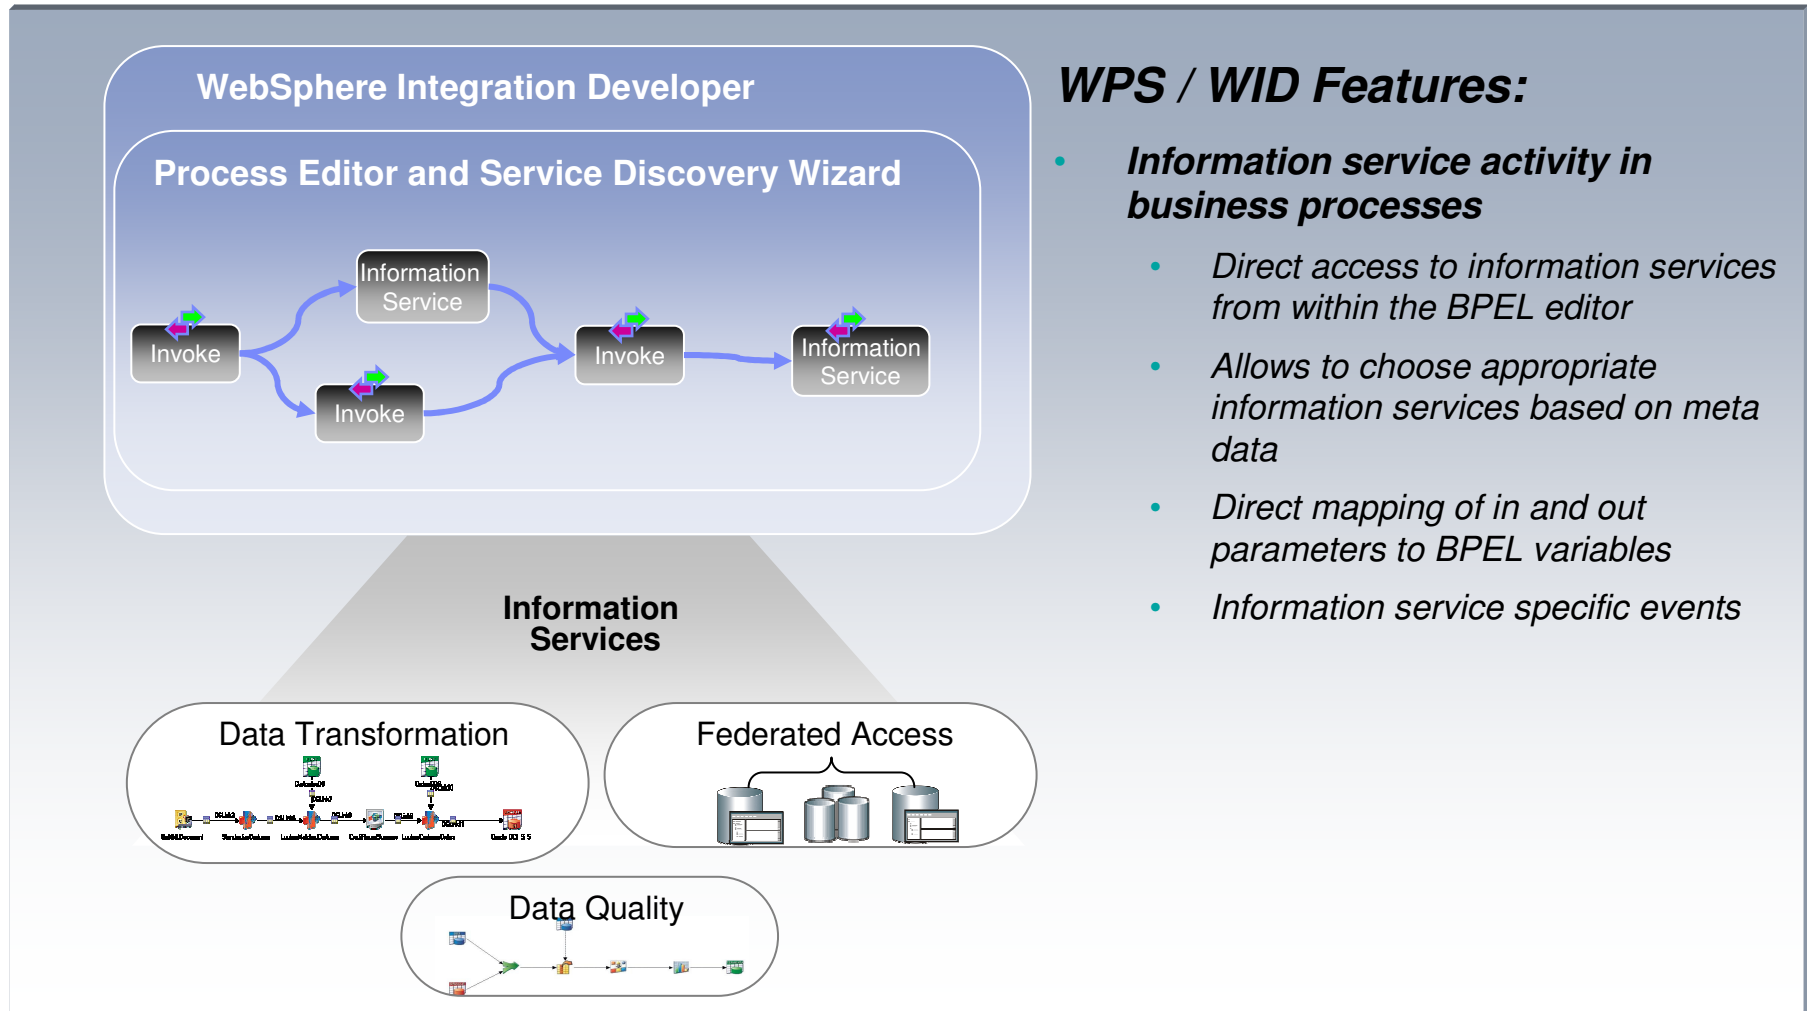 WebSphere Integration Developer
Process Editor and Service Discovery Wizard
Information
Service
Invoke
Invoke
Invoke
Information
Service
Information
Services
Data Transformation
Federated Access
Data Quality
WPS / WID Features:
• Information service activity in
business processes
• Direct access to information services
from within the BPEL editor
• Allows to choose appropriate
information services based on meta
data
• Direct mapping of in and out
parameters to BPEL variables
• Information service specific events